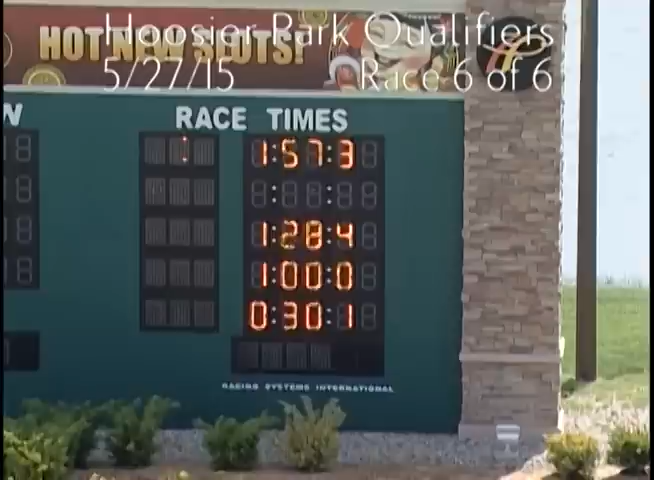 HOT NEW SLOTS!
Hoosier Park Qualifiers
5/27/15 Race 6 of 6
W RACE TIMES
: 1:57:3
1:28:4
1:00:0
0:30:1
RACING SYSTEMS INTERNATIONAL